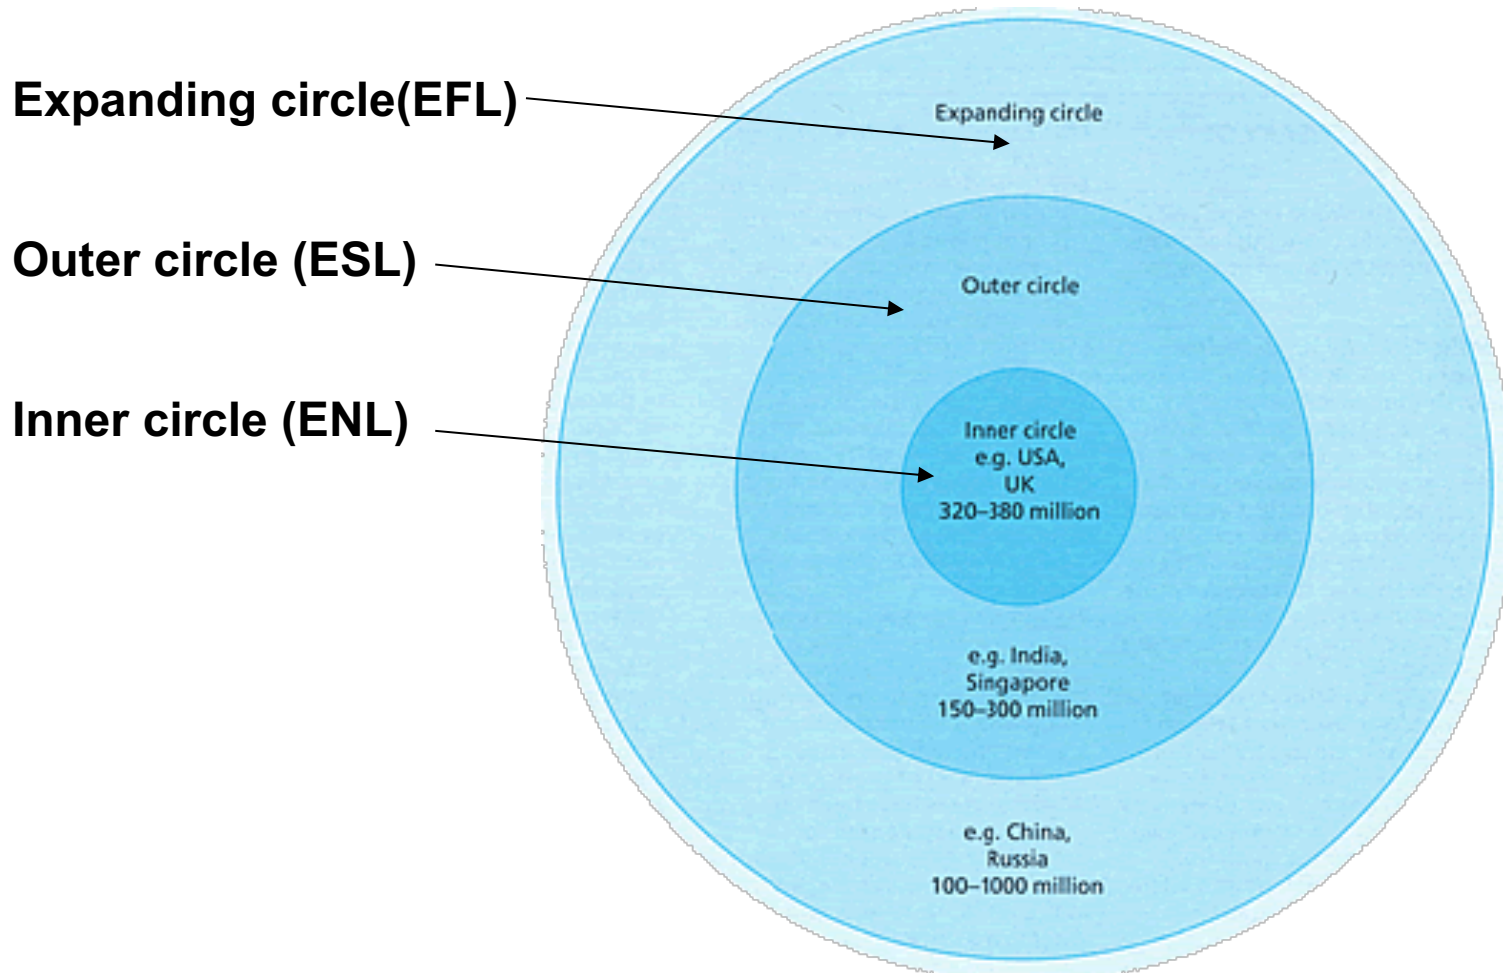 Expanding circle(EFL)
Outer circle (ESL)
Inner circle (ENL)
Expanding circle
Outer circle
Inner circle
e.g. USA,
UK
320–380 million
e.g. India,
Singapore
150–300 million
e.g. China,
Russia
100–1000 million